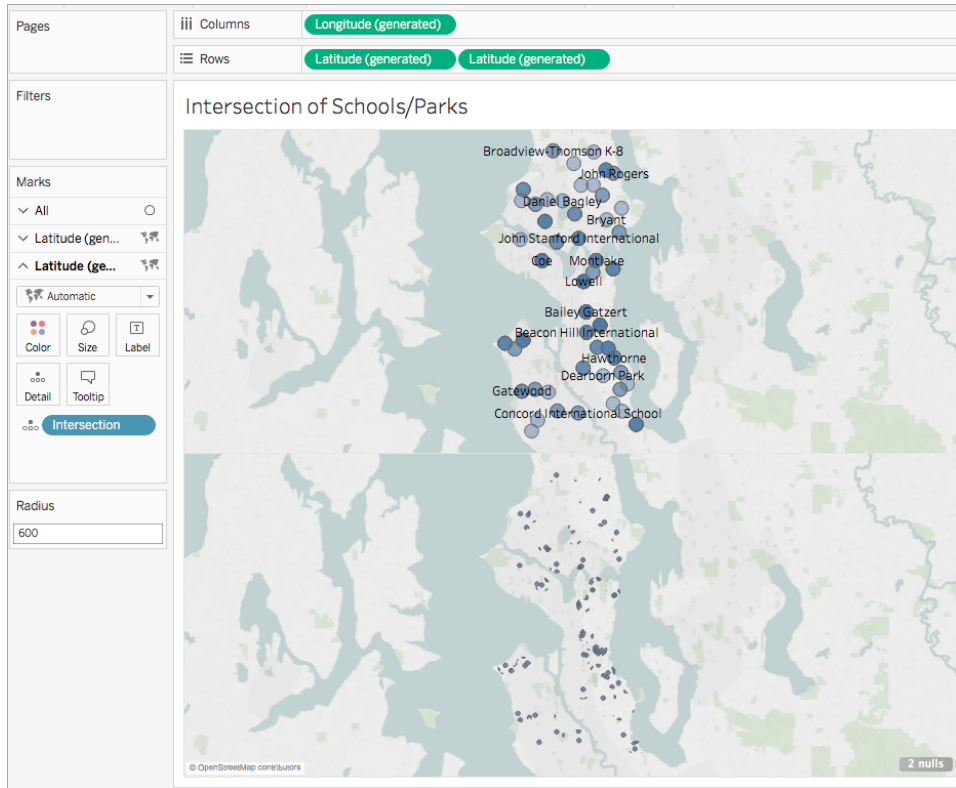 Pages
Columns
Longitude (generated)
Rows
Latitude (generated) Latitude (generated)
Filters
Marks
All
Latitude (gen...
Latitude (ge...
Automatic
Color
Size
Label
Detail
Tooltip
Intersection
Radius
600
Intersection of Schools/Parks
Broadview-Thomson K-8
John Rogers
Daniel Bagley
Bryant
John Stanford International
Coe
Montlake
Lowell
Bailey Gatzert
Beacon Hill International
Hawthorne
Dearborn Park
Gatewood
Concord International School
© OpenStreetMap contributors
2 nulls